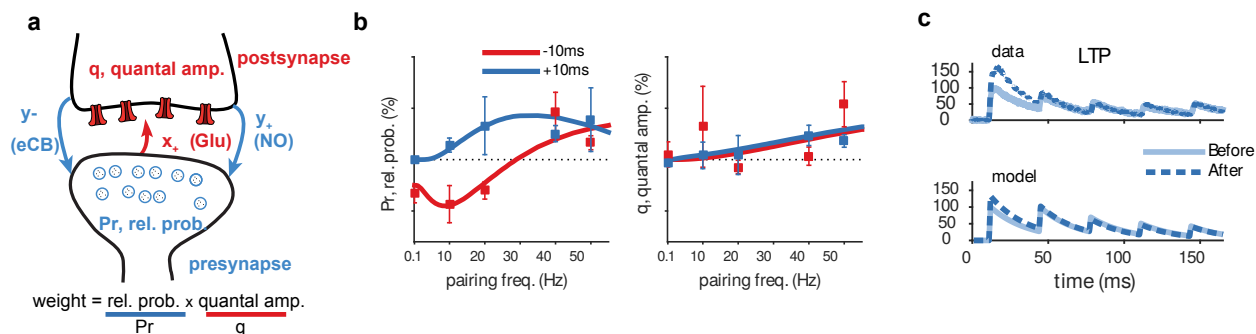 a
q, quantal amp.
postsynapse
y-
(eCB)
x+ (Glu)
y+
(NO)
Pr, rel. prob.
presynapse
weight = rel. prob. x quantal amp.
Pr
q
b
-10ms
+10ms
Pr, rel. prob. (%)
0.1 10 20 30 40 50
pairing freq. (Hz)
q, quantal amp. (%)
0.1 10 20 30 40 50
pairing freq. (Hz)
c
data
LTP
150
100
50
0
Before
After
model
150
100
50
0
0 50 100 150
time (ms)